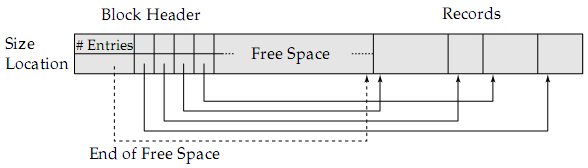 Block Header
Records
Size
Location
# Entries
Free Space
End of Free Space